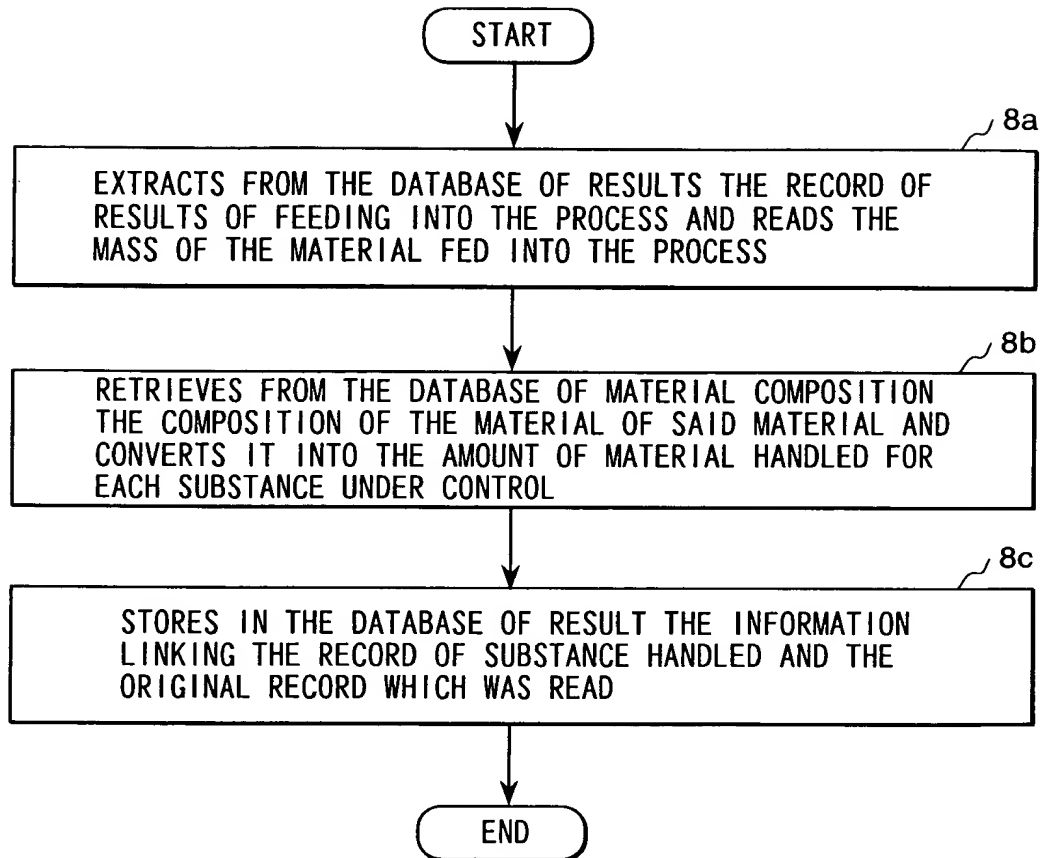 START
8a
EXTRACTS FROM THE DATABASE OF RESULTS THE RECORD OF
RESULTS OF FEEDING INTO THE PROCESS AND READS THE
MASS OF THE MATERIAL FED INTO THE PROCESS
8b
RETRIEVES FROM THE DATABASE OF MATERIAL COMPOSITION
THE COMPOSITION OF THE MATERIAL OF SAID MATERIAL AND
CONVERTS IT INTO THE AMOUNT OF MATERIAL HANDLED FOR
EACH SUBSTANCE UNDER CONTROL
8c
STORES IN THE DATABASE OF RESULT THE INFORMATION
LINKING THE RECORD OF SUBSTANCE HANDLED AND THE
ORIGINAL RECORD WHICH WAS READ
END